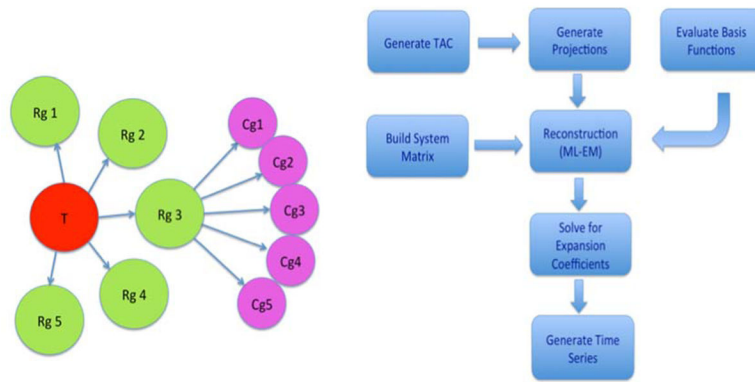 Rg 1
Rg 2
T
Rg 3
Rg 4
Rg 5
Cg1
Cg2
Cg3
Cg4
Cg5
Generate TAC
Generate
Projections
Evaluate Basis
Functions
Build System
Matrix
Reconstruction
(ML-EM)
Solve for
Expansion
Coefficients
Generate Time
Series